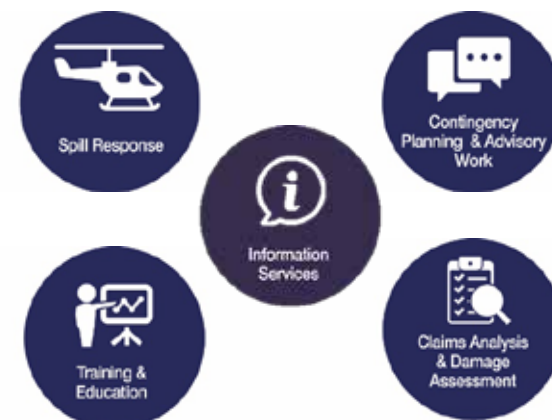 Spill Response
Contingency
Planning & Advisory
Work
Information
Services
Training &
Education
Claims Analysis
& Damage
Assessment